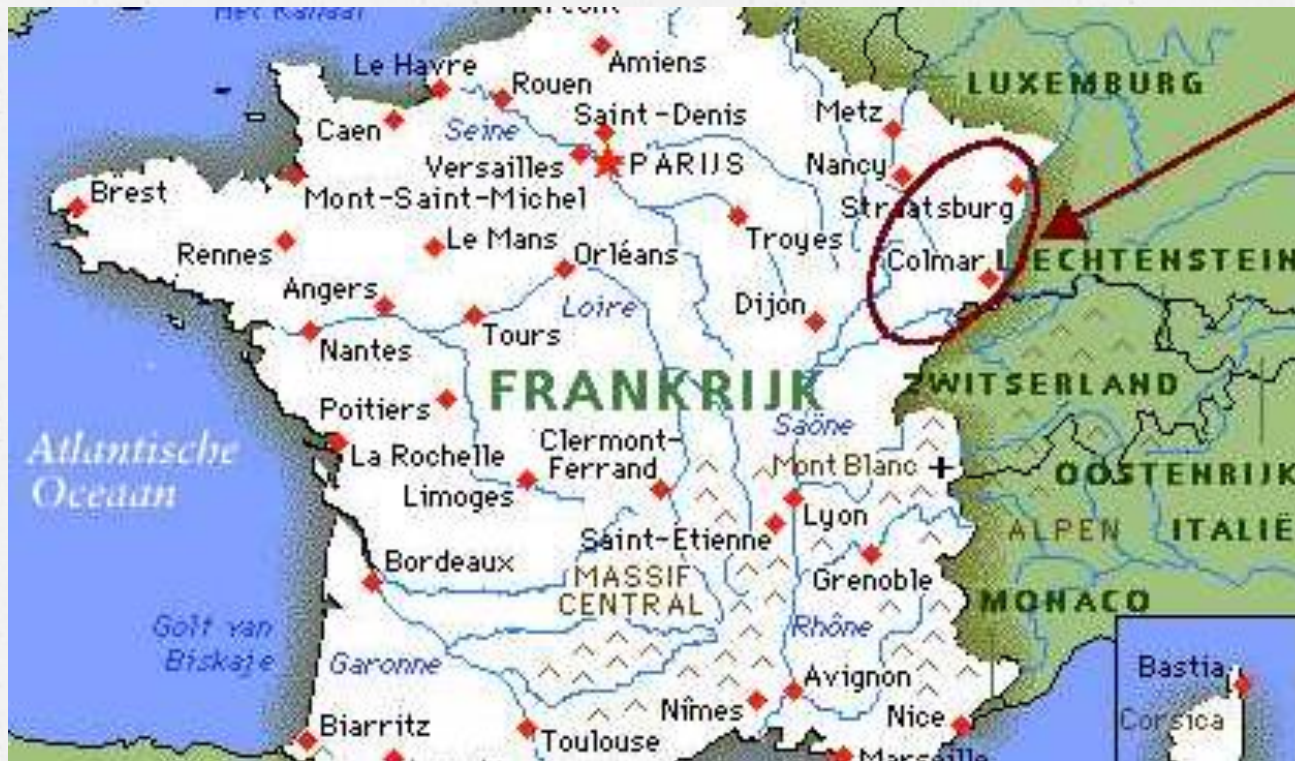 Het Kanaal
Amiens
Le Havre
Rouen
LUXEMBURG
Saint-Denis
Metz
Caen
Seine
Versailles
PARIJS
Nancy
Brest
Mont-Saint-Michel
Straatsburg
Rennes
Le Mans
Troyes
Orléans
Colmar
LIECHTENSTEIN
Angers
Loire
Dijon
Tours
Nantes
FRANKRIJK
ZWITSERLAND
Poitiers
Saône
Atlantische
Oceaan
Clermont-
Ferrand
La Rochelle
Mont Blanc
OOSTENRIJK
Limoges
Lyon
ALPEN
ITALIË
Saint-Etienne
Bordeaux
MASSIF
CENTRAL
Grenoble
MONACO
Golf van
Biskaje
Rhône
Garonne
Avignon
Bastia
Nîmes
Nice
Corsica
Biarritz
Toulouse
Marseille